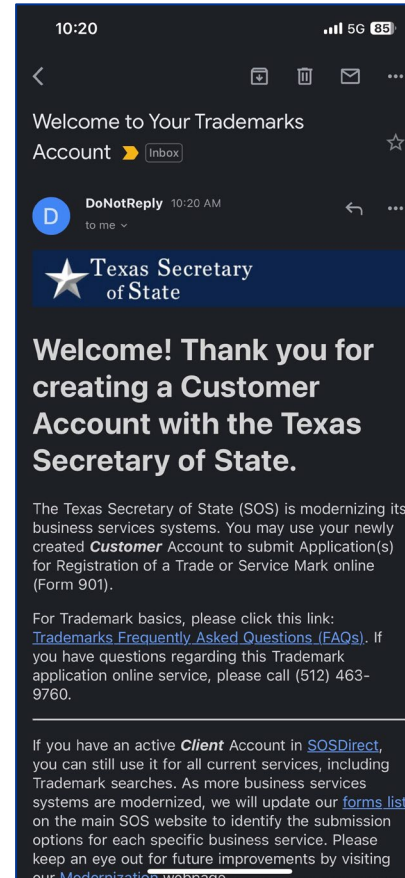 10:20
5G 85
Welcome to Your Trademarks
Account Inbox
D
DoNotReply 10:20 AM
to me
Texas Secretary
of State
Welcome! Thank you for
creating a Customer
Account with the Texas
Secretary of State.
The Texas Secretary of State (SOS) is modernizing its
business services systems. You may use your newly
created Customer Account to submit Application(s)
for Registration of a Trade or Service Mark online
(Form 901).
For Trademark basics, please click this link:
Trademarks Frequently Asked Questions (FAQs). If
you have questions regarding this Trademark
application online service, please call (512) 463-
9760.
If you have an active Client Account in SOSDirect,
you can still use it for all current services, including
Trademark searches. As more business services
systems are modernized, we will update our forms list
on the main SOS website to identify the submission
options for each specific business service. Please
keep an eye out for future improvements by visiting
our Modernization webpage.